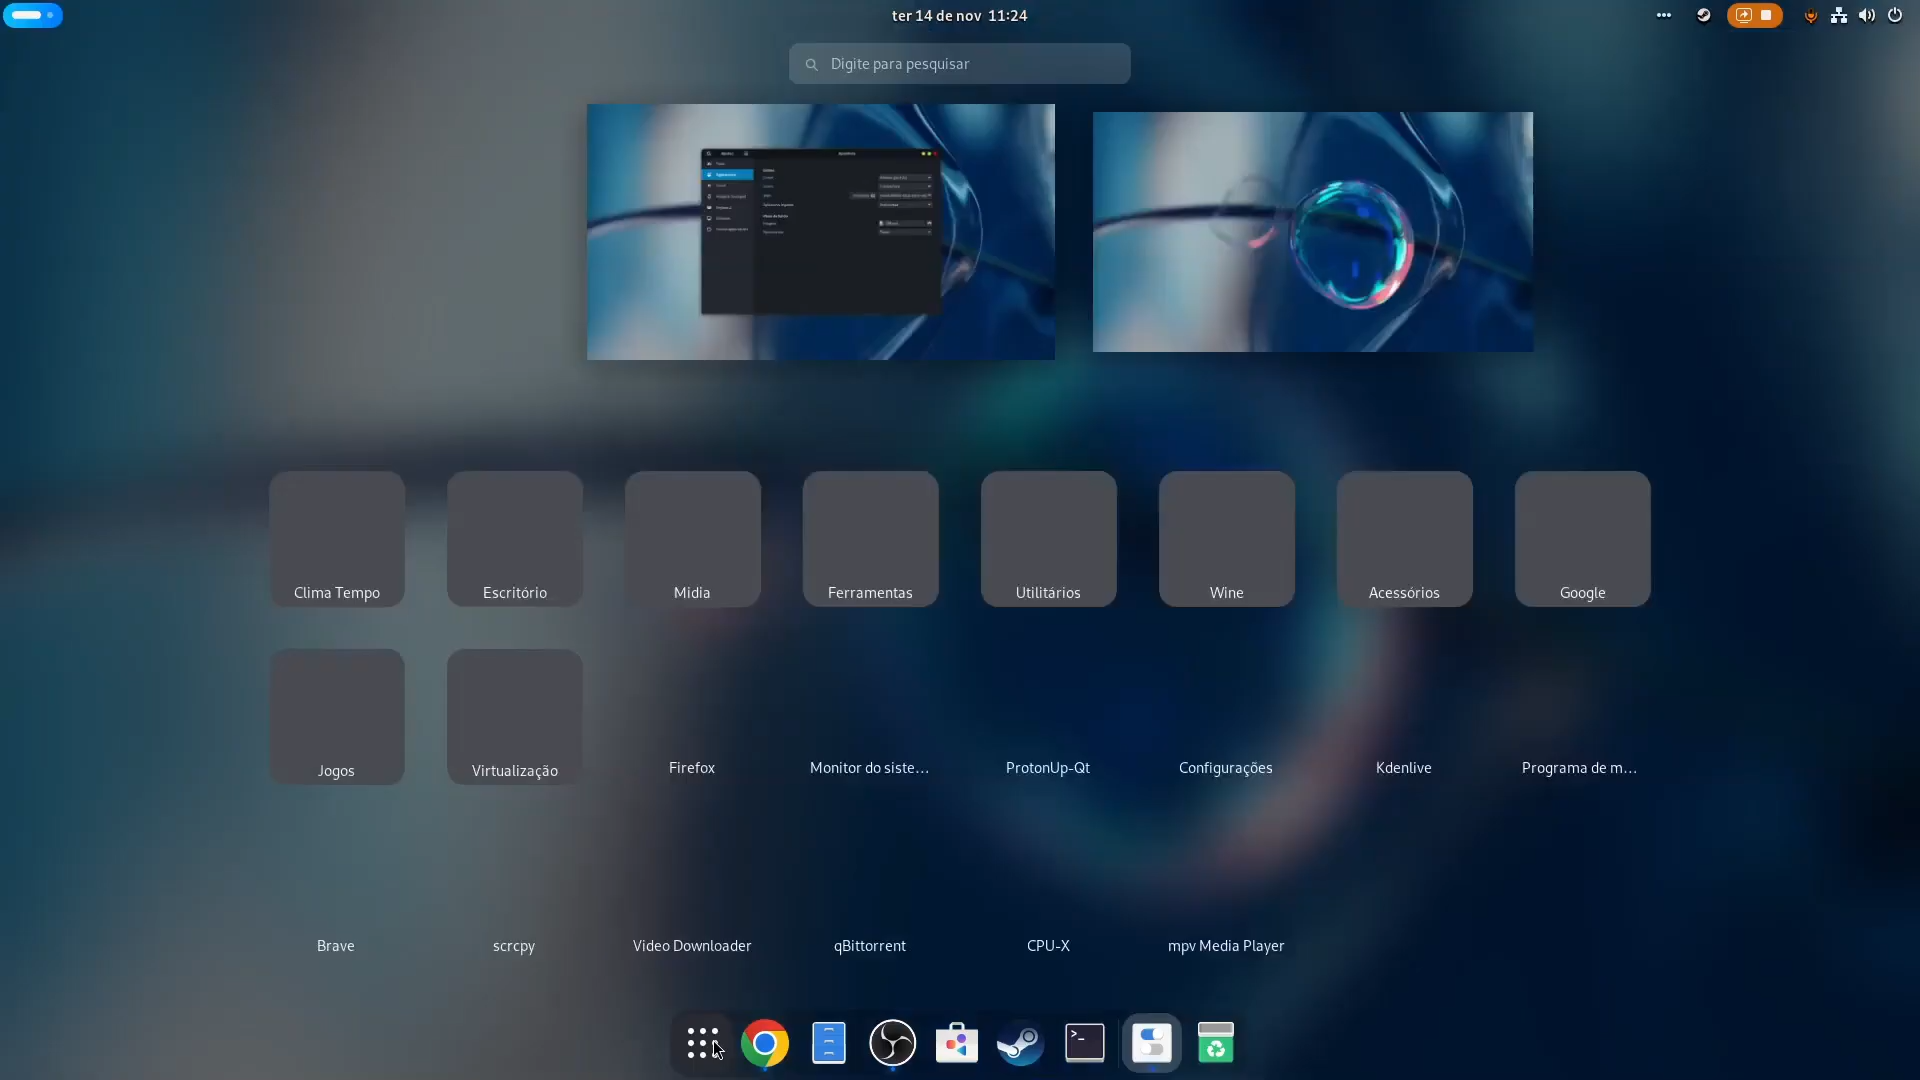 ter 14 de nov 11:24
Digite para pesquisar
Clima Tempo
Escritório
Midia
Ferramentas
Utilitários
Wine
Acessórios
Google
Jogos
Virtualização
Firefox
Monitor do siste...
ProtonUp-Qt
Configurações
Kdenlive
Programa de m...
Brave
scrcpy
Video Downloader
qBittorrent
CPU-X
mpv Media Player